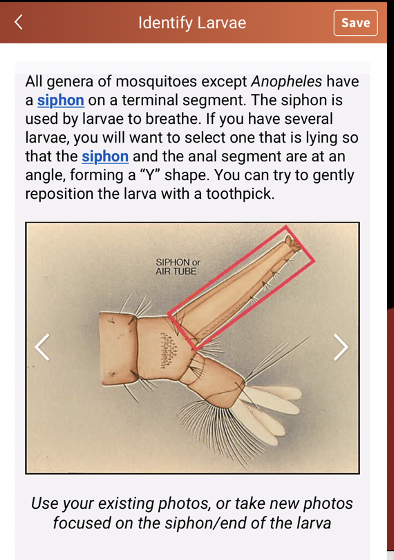 Identify Larvae
Save
All genera of mosquitoes except Anopheles have
a siphon on a terminal segment. The siphon is
used by larvae to breathe. If you have several
larvae, you will want to select one that is lying so
that the siphon and the anal segment are at an
angle, forming a “Y” shape. You can try to gently
reposition the larva with a toothpick.
SIPHON or
AIR TUBE
Use your existing photos, or take new photos
focused on the siphon/end of the larva